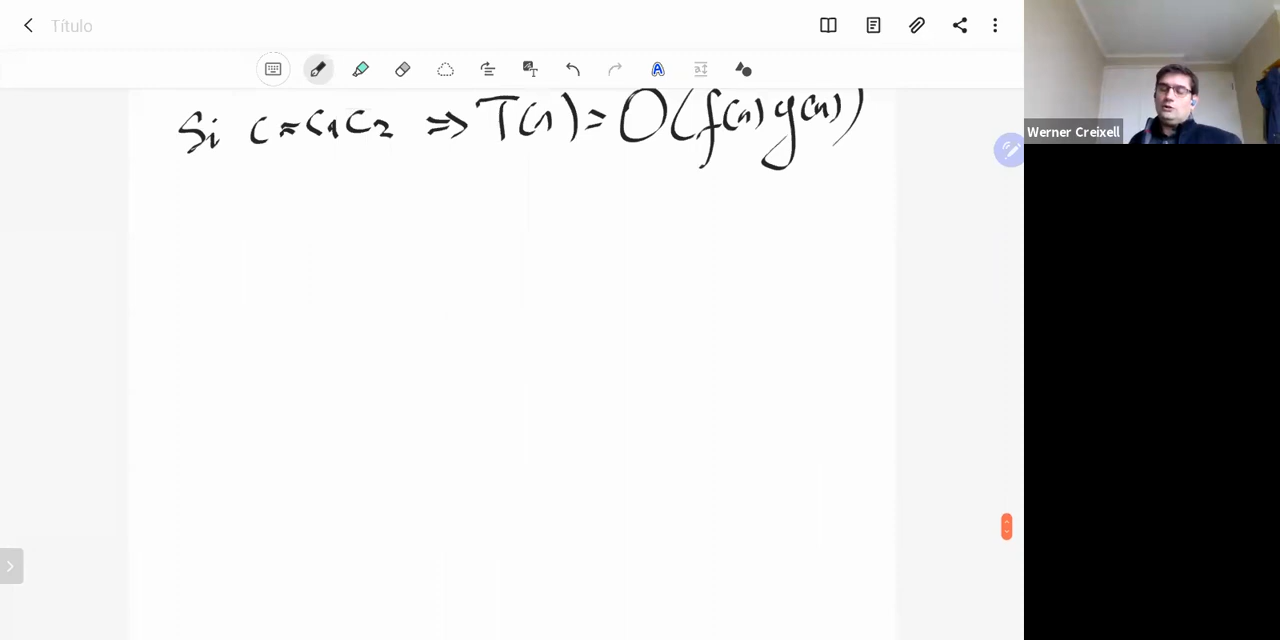 Título
Si c = c1c2 ⇒ T(n) = O(f(n)g(n))
Werner Creixell